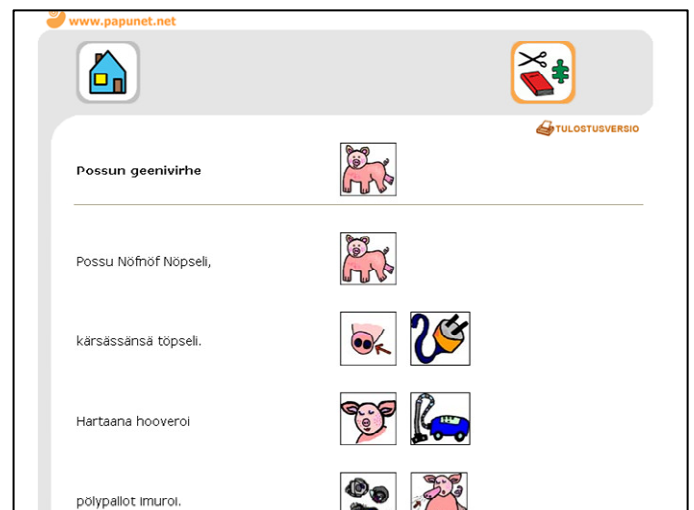 www.papunet.net
TULOSTUSVERSIO
Possun geenivirhe
Possu Nöfnöf Nöpseli,
kärsässänsä töpseli.
Hartaana hooveroi
pölypallot imuroi.